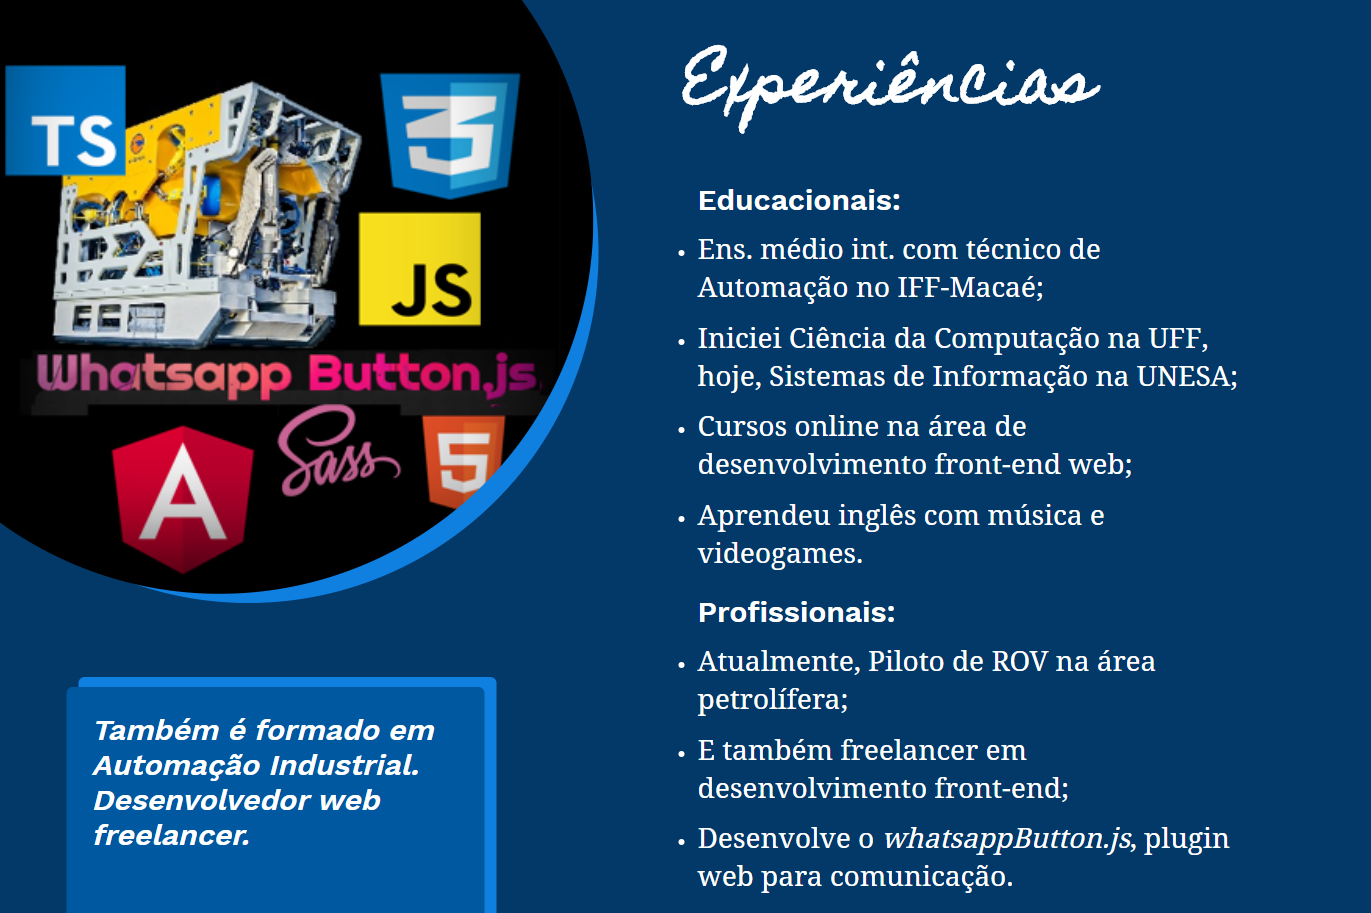 TS
3
JS
Whatsapp Button.js
A
Sass
5
Também é formado em
Automação Industrial.
Desenvolvedor web
freelancer.
Experiências
Educacionais:
• Ens. médio int. com técnico de
Automação no IFF-Macaé;
• Iniciei Ciência da Computação na UFF,
hoje, Sistemas de Informação na UNESA;
• Cursos online na área de
desenvolvimento front-end web;
• Aprendeu inglês com música e
videogames.
Profissionais:
• Atualmente, Piloto de ROV na área
petrolífera;
• E também freelancer em
desenvolvimento front-end;
• Desenvolve o whatsappButton.js, plugin
web para comunicação.